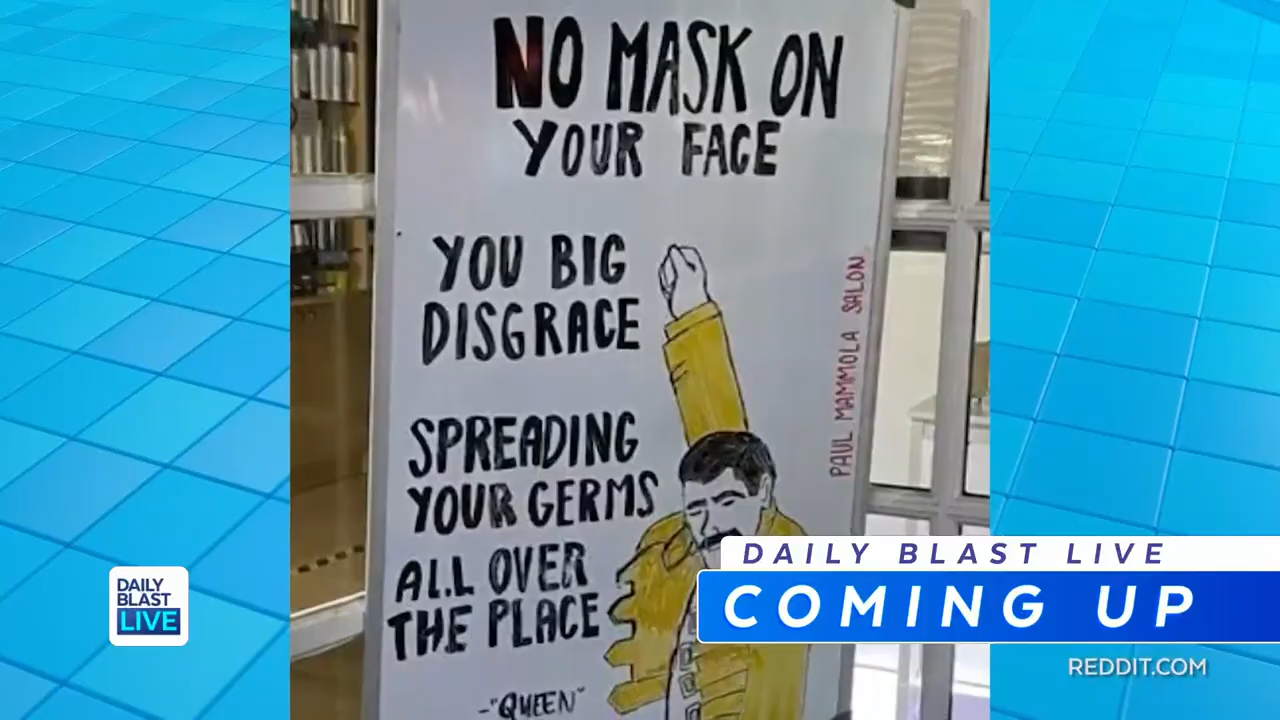 NO MASK ON
YOUR FACE
YOU BIG
DISGRACE
SPREADING
YOUR GERMS
ALL OVER
THE PLACE
-"QUEEN"
PAUL MAMMOLA SALON
DAILY BLAST LIVE
COMING UP
REDDIT.COM
DAILY
BLAST
LIVE